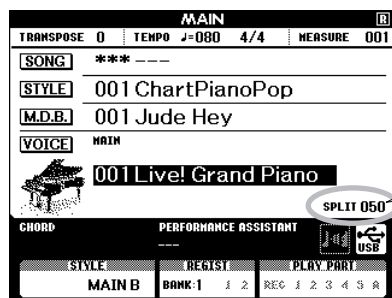 MAIN R
TRANSPOSE 0 TEMPO ♩=080 4/4 MEASURE 001
SONG *** ---
STYLE 001 ChartPianoPop
M.D.B. 001 Jude Hey
VOICE MAIN
001 Live! Grand Piano
SPLIT 050
CHORD PERFORMANCE ASSISTANT
---
USB
STYLE REGIST PLAY PART
MAIN B BANK:1 1 2 REC 1 2 3 4 5 A